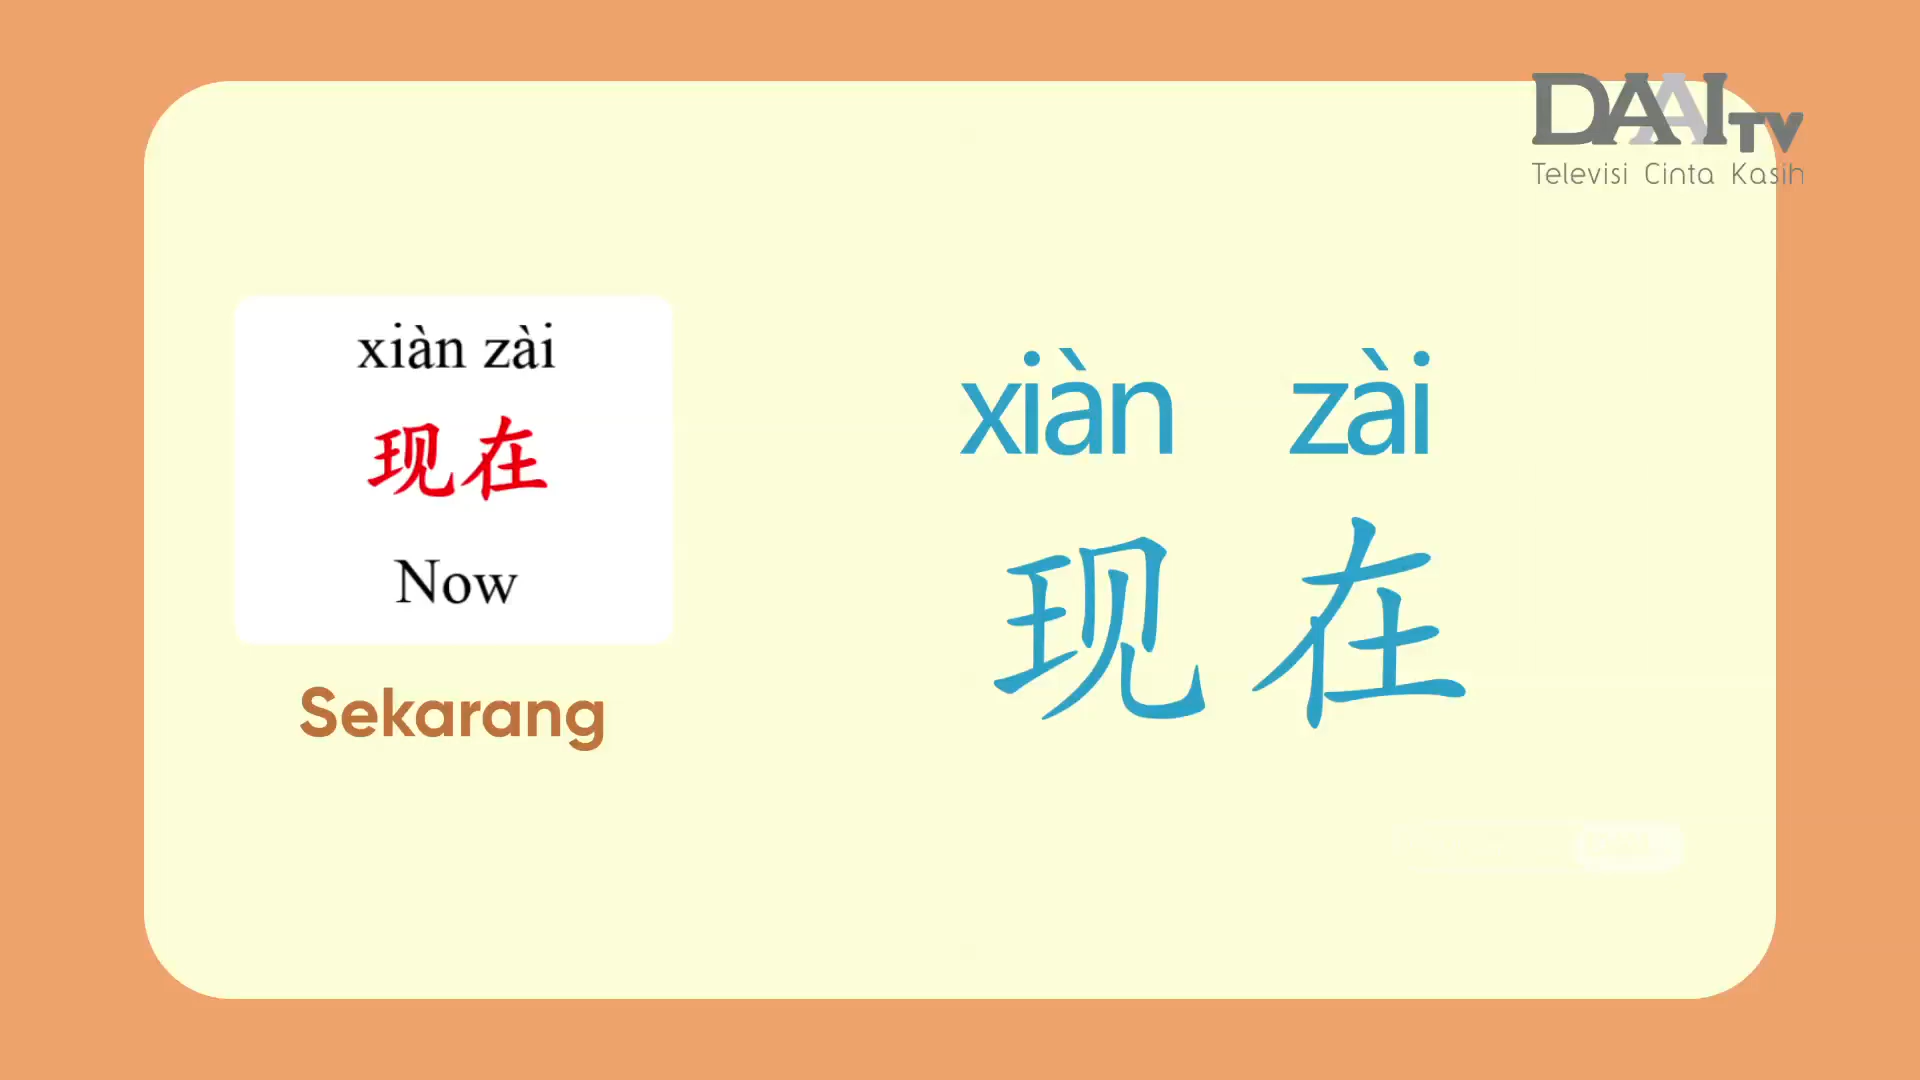 DAAI TV
Televisi Cinta Kasih
xiàn zài
现在
Now
Sekarang
xiàn zài
现在